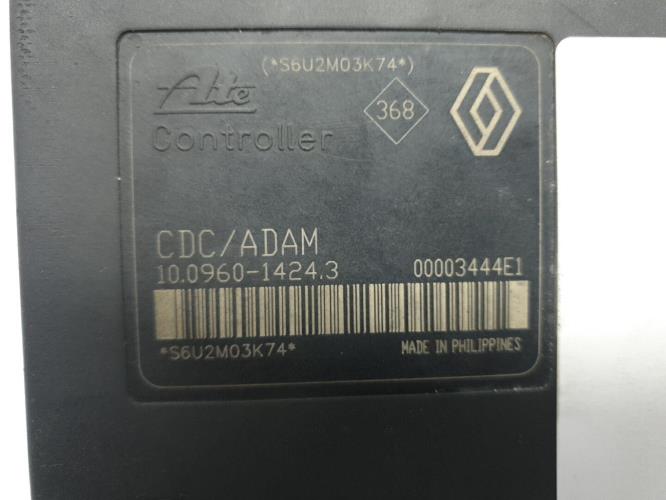 (*S6U2M03K74*)
Ate
368
Controller
CDC/ADAM
10.0960-1424.3 00003444E1
*S6U2M03K74* MADE IN PHILIPPINES